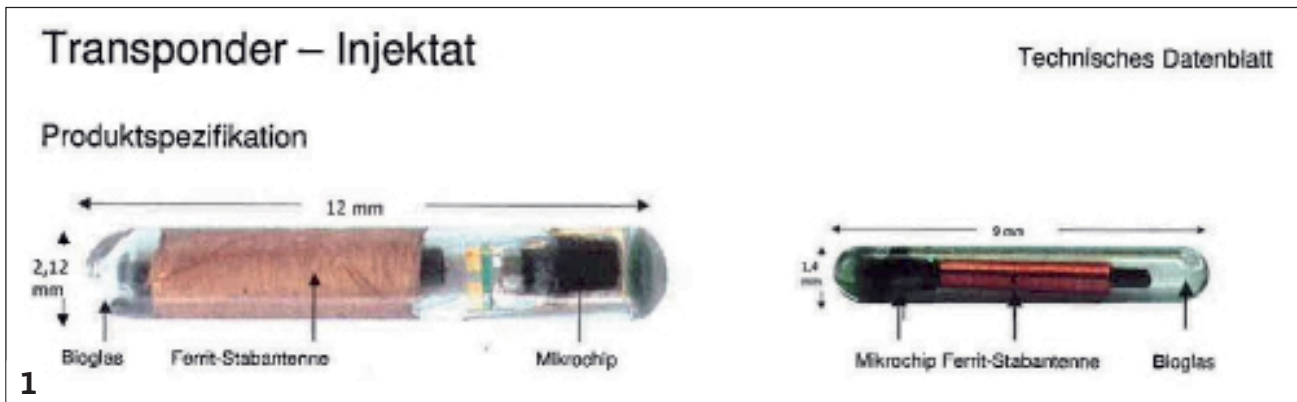 Transponder – Injektat
Technisches Datenblatt
Produktspezifikation
12 mm
2,12
mm
Bioglas
Ferrit-Stabantenne
Mikrochip
9 mm
1,4
mm
Mikrochip Ferrit-Stabantenne
Bioglas
1